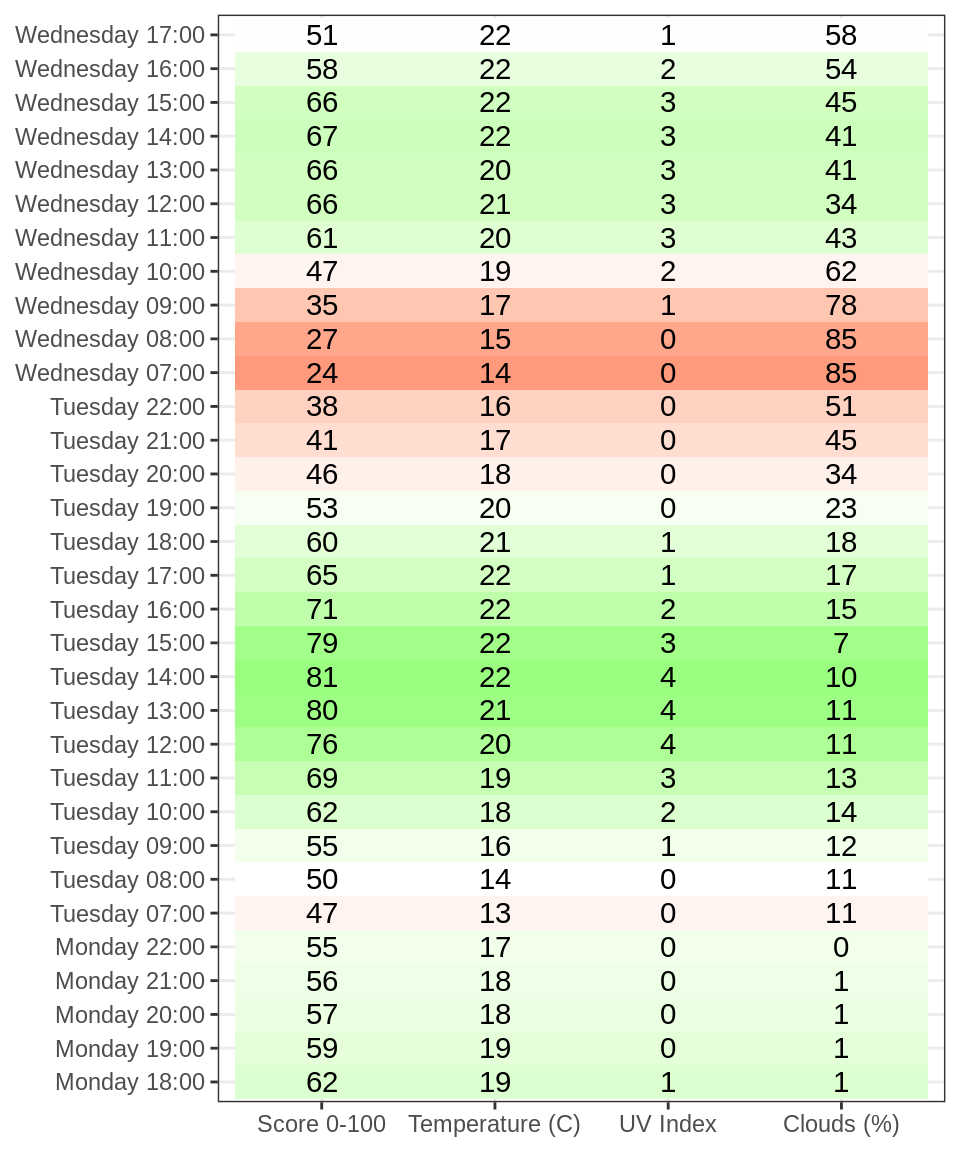 Wednesday 17:00 51 22 1 58
Wednesday 16:00 58 22 2 54
Wednesday 15:00 66 22 3 45
Wednesday 14:00 67 22 3 41
Wednesday 13:00 66 20 3 41
Wednesday 12:00 66 21 3 34
Wednesday 11:00 61 20 3 43
Wednesday 10:00 47 19 2 62
Wednesday 09:00 35 17 1 78
Wednesday 08:00 27 15 0 85
Wednesday 07:00 24 14 0 85
Tuesday 22:00 38 16 0 51
Tuesday 21:00 41 17 0 45
Tuesday 20:00 46 18 0 34
Tuesday 19:00 53 20 0 23
Tuesday 18:00 60 21 1 18
Tuesday 17:00 65 22 1 17
Tuesday 16:00 71 22 2 15
Tuesday 15:00 79 22 3 7
Tuesday 14:00 81 22 4 10
Tuesday 13:00 80 21 4 11
Tuesday 12:00 76 20 4 11
Tuesday 11:00 69 19 3 13
Tuesday 10:00 62 18 2 14
Tuesday 09:00 55 16 1 12
Tuesday 08:00 50 14 0 11
Tuesday 07:00 47 13 0 11
Monday 22:00 55 17 0 0
Monday 21:00 56 18 0 1
Monday 20:00 57 18 0 1
Monday 19:00 59 19 0 1
Monday 18:00 62 19 1 1
Score 0-100 Temperature (C) UV Index Clouds (%)